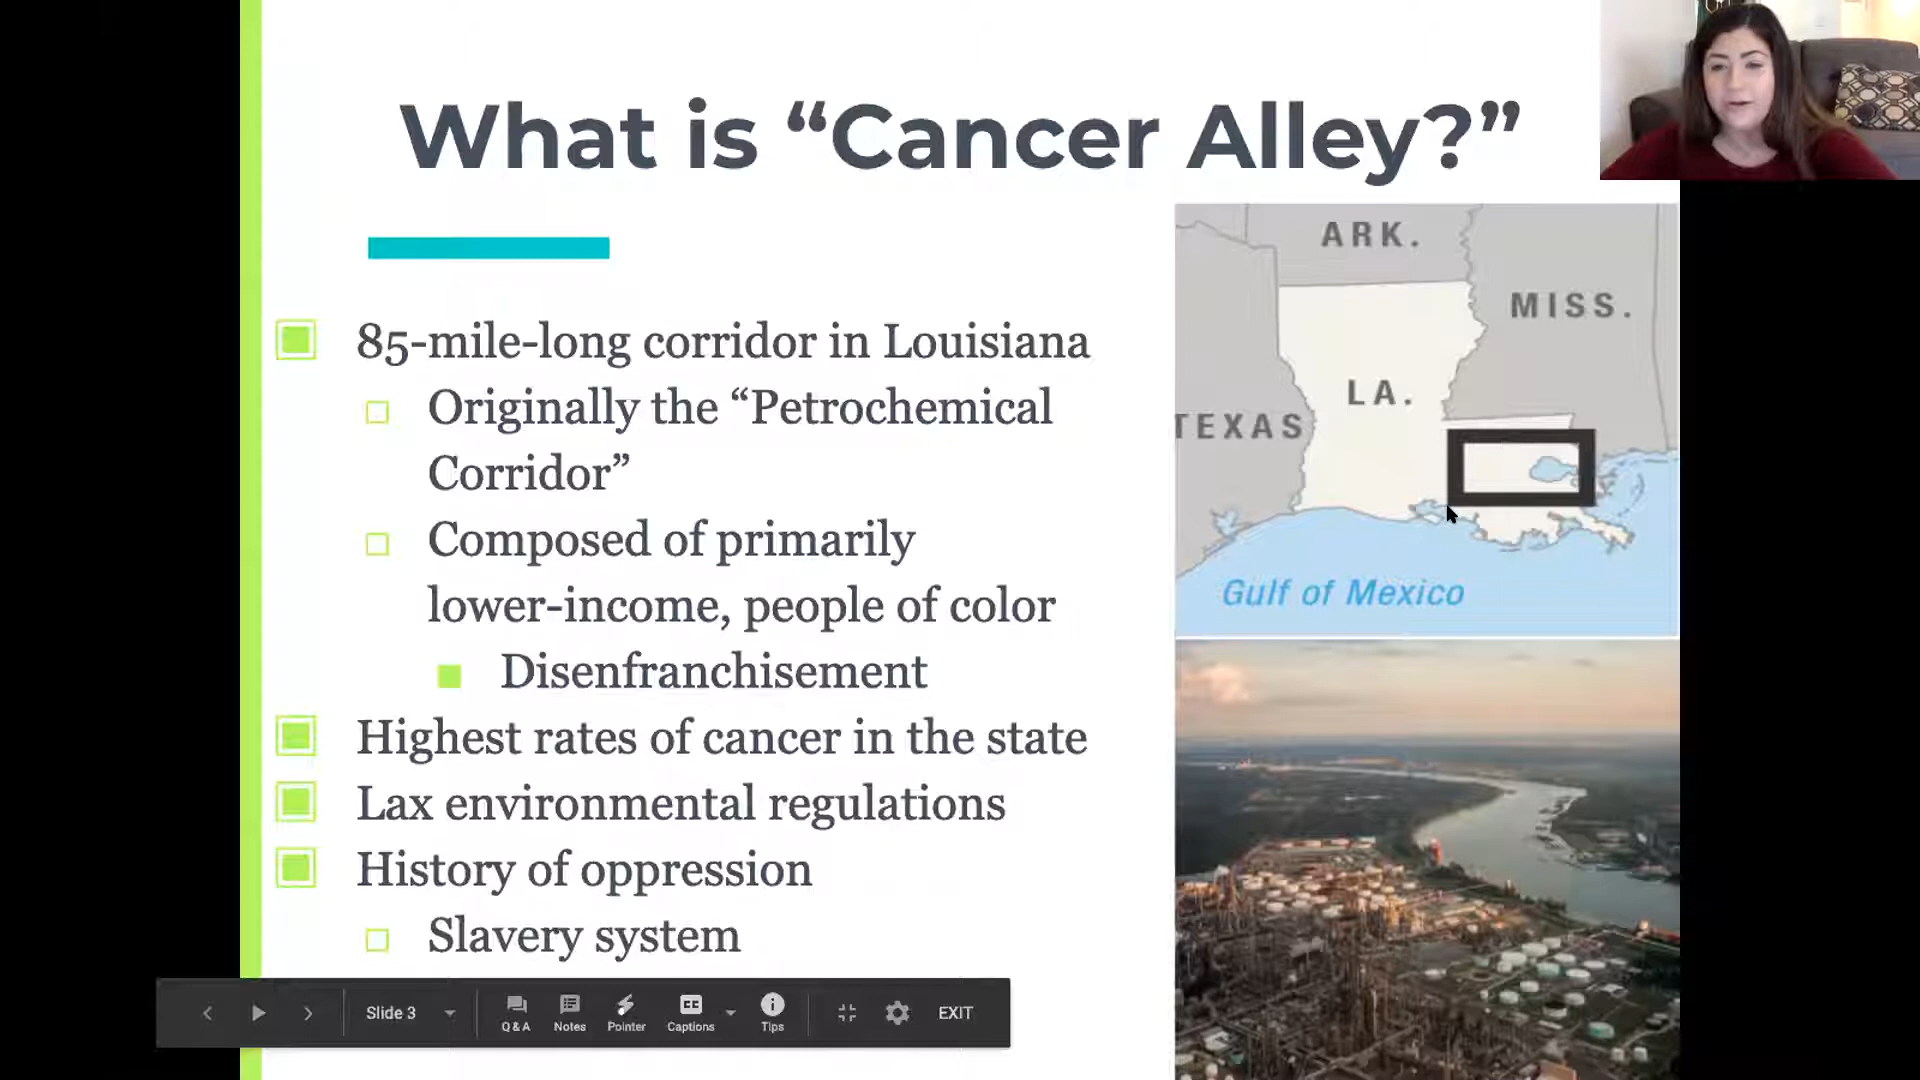 What is “Cancer Alley?”
85-mile-long corridor in Louisiana
Originally the “Petrochemical
Corridor”
Composed of primarily
lower-income, people of color
Disenfranchisement
Highest rates of cancer in the state
Lax environmental regulations
History of oppression
Slavery system
ARK.
MISS.
LA.
TEXAS
Gulf of Mexico
Slide 3
Q & A
Notes
Pointer
CC
Captions
Tips
EXIT